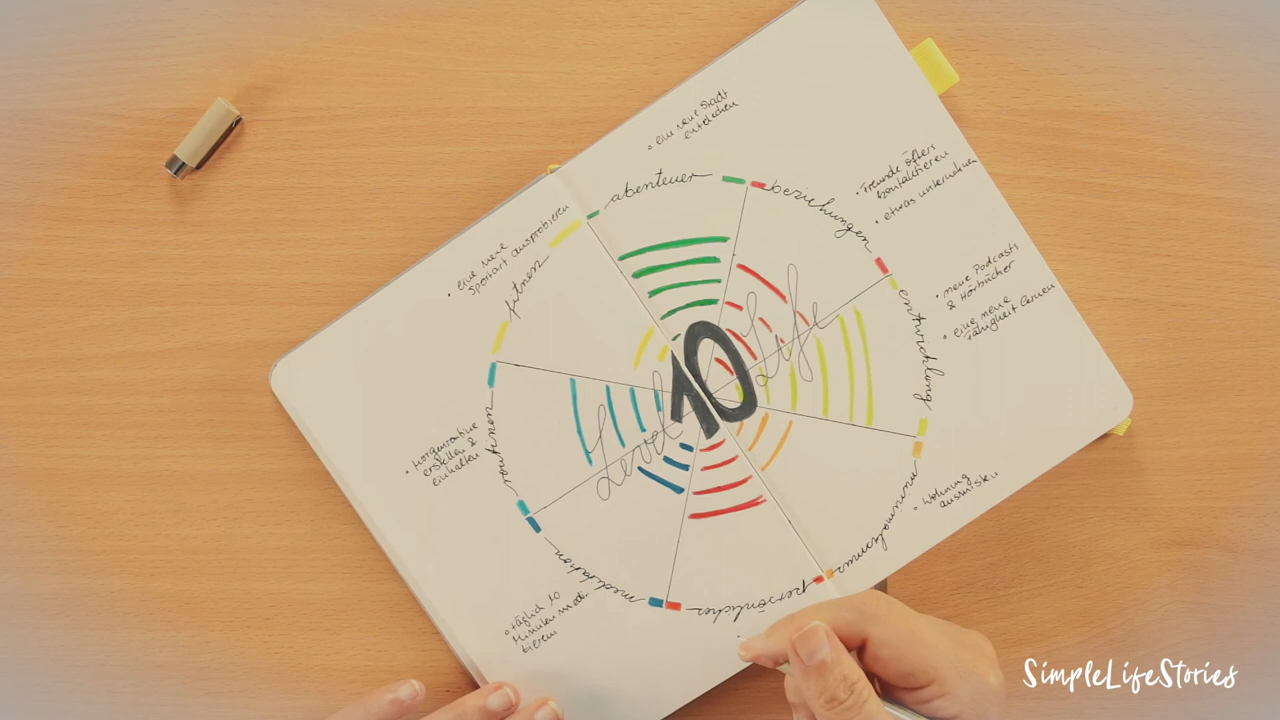 • eine neue Stadt
entdecken
abenteuer
beziehungen
• Freunde öfters
kontaktieren
• etwas unternehmen
• neue Podcasts
& Hörbücher
• eine neue
Fähigkeit lernen
entwicklung
• eine neue
Sportart ausprobieren
fitness
10
Level
Life
• Morgenroutine
erstellen &
einhalten
routinen
• Wohnung
ausmisten
meditation
• täglich 10
Minuten medi
tieren
persönliches
SimpleLifeStories